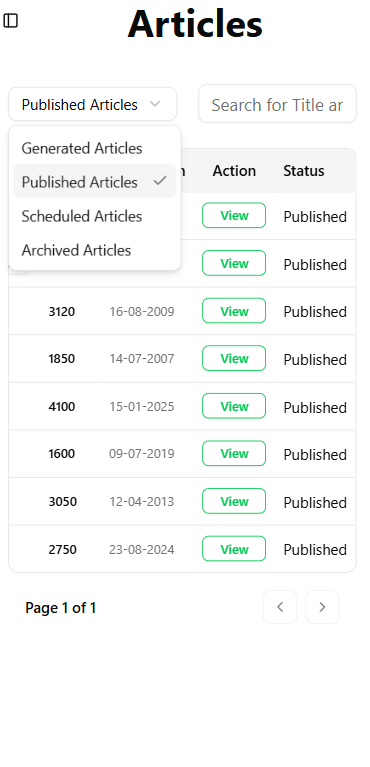 Articles
Published Articles
Search for Title ar
Generated Articles
Published Articles
Scheduled Articles
Archived Articles
n Action Status
View Published
View Published
3120 16-08-2009 View Published
1850 14-07-2007 View Published
4100 15-01-2025 View Published
1600 09-07-2019 View Published
3050 12-04-2013 View Published
2750 23-08-2024 View Published
Page 1 of 1